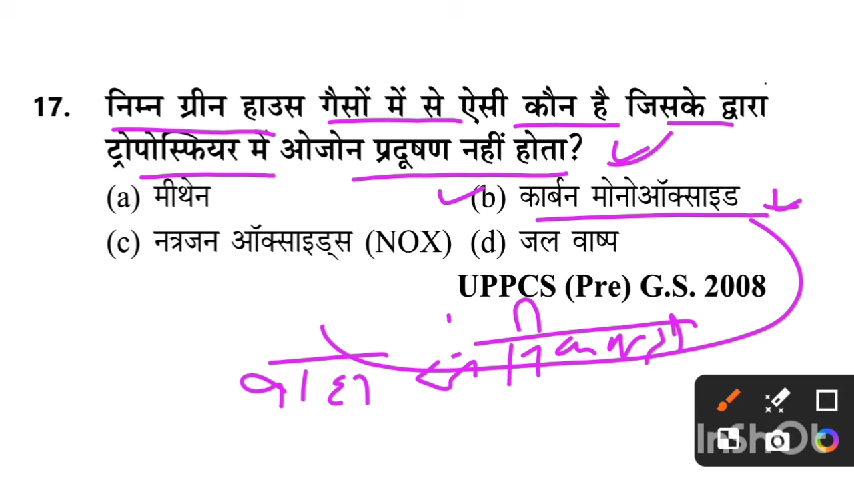 17. निम्न ग्रीन हाउस गैसों में से ऐसी कौन है जिसके द्वारा
ट्रोपोस्फियर में ओजोन प्रदूषण नहीं होता?
(a) मीथेन (b) कार्बन मोनोऑक्साइड
(c) नत्रजन ऑक्साइड्स (NOX) (d) जल वाष्प
UPPCS (Pre) G.S. 2008
InShOt